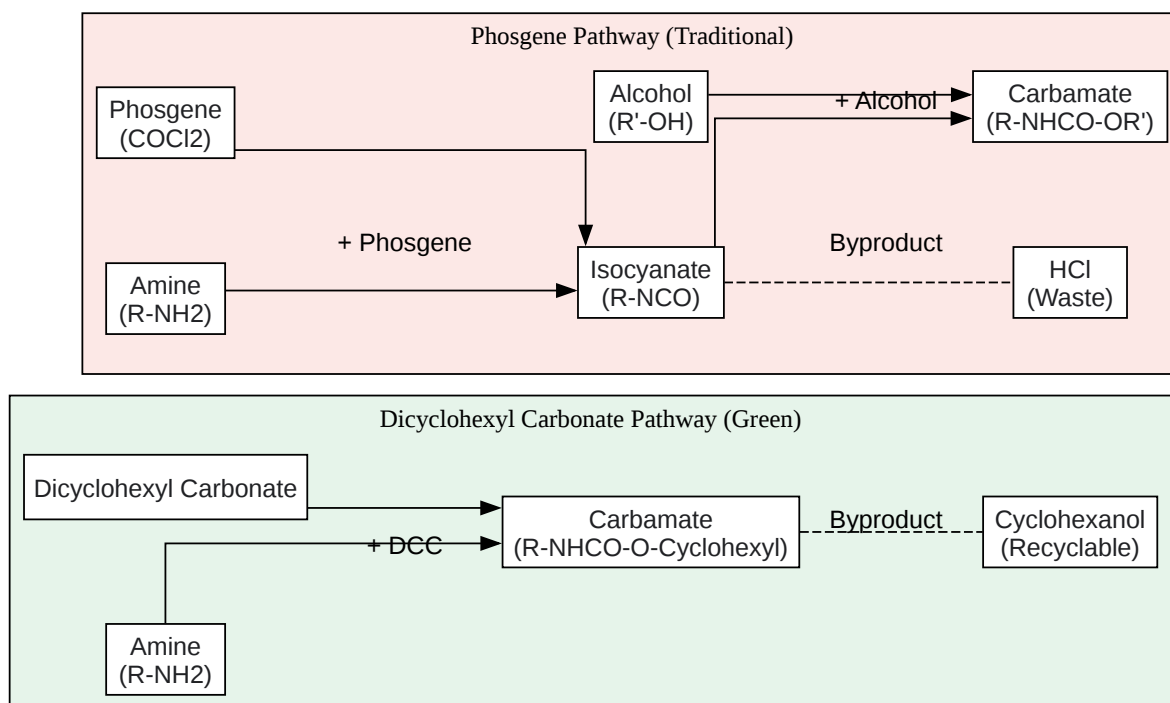 Phosgene Pathway (Traditional)
Phosgene
(COCl2)
Alcohol
(R'-OH)
+ Alcohol
Carbamate
(R-NHCO-OR')
+ Phosgene
Amine
(R-NH2)
Isocyanate
(R-NCO)
Byproduct
HCl
(Waste)
Dicyclohexyl Carbonate Pathway (Green)
Dicyclohexyl Carbonate
+ DCC
Carbamate
(R-NHCO-O-Cyclohexyl)
Byproduct
Cyclohexanol
(Recyclable)
Amine
(R-NH2)